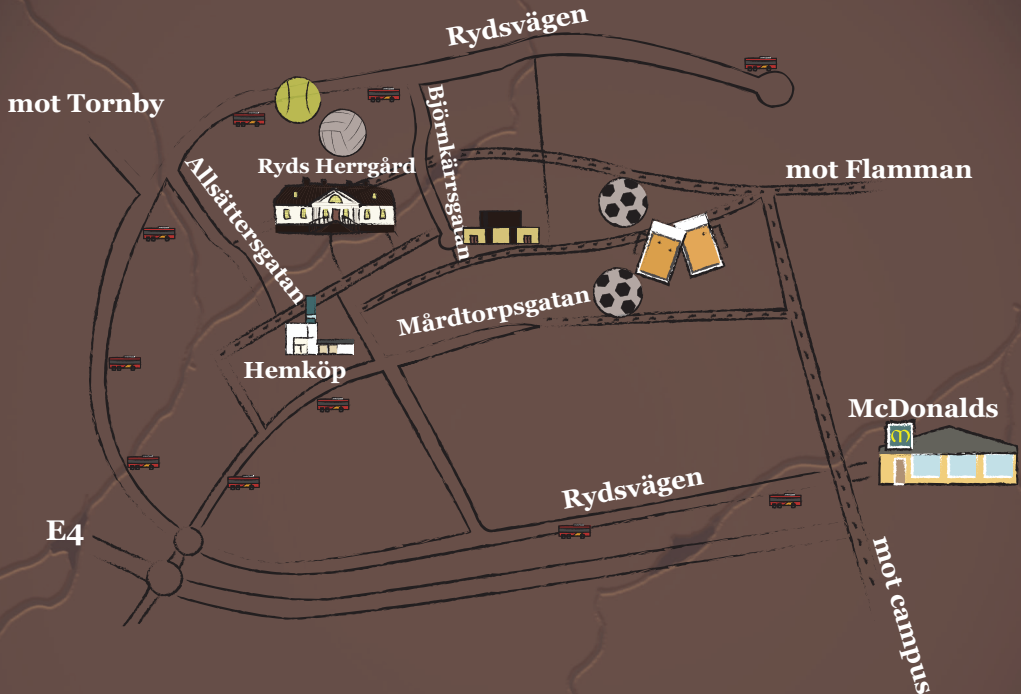 Rydsvägen
mot Tornby
Björnkärrsgatan
Allsättersgatan
Ryds Herrgård
mot Flamman
Mårdtorpsgatan
Hemköp
McDonalds
m
Rydsvägen
E4
mot campus